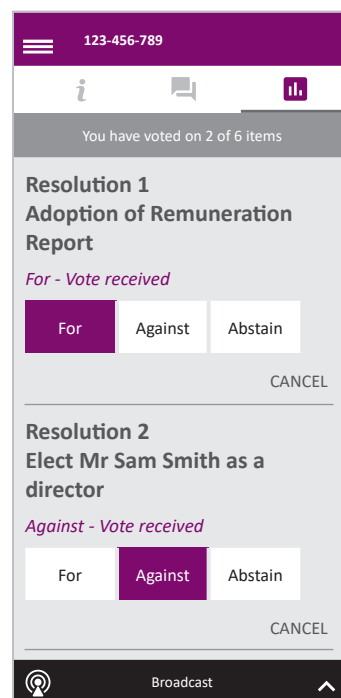 123-456-789
i
You have voted on 2 of 6 items
Resolution 1
Adoption of Remuneration
Report
For - Vote received
For Against Abstain
CANCEL
Resolution 2
Elect Mr Sam Smith as a
director
Against - Vote received
For Against Abstain
CANCEL
Broadcast